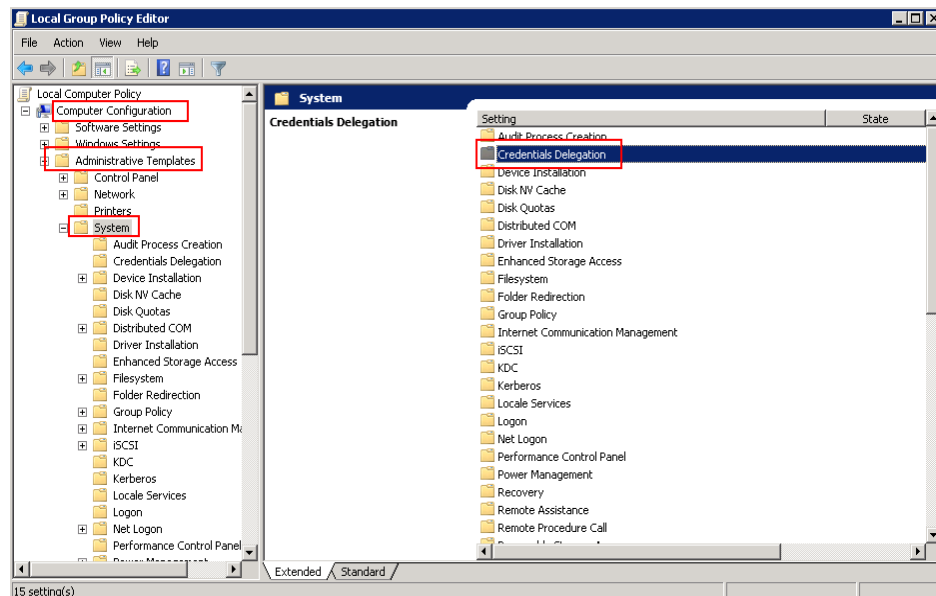 Local Group Policy Editor
File Action View Help
Local Computer Policy
Computer Configuration
Software Settings
Windows Settings
Administrative Templates
Control Panel
Network
Printers
System
Audit Process Creation
Credentials Delegation
Device Installation
Disk NV Cache
Disk Quotas
Distributed COM
Driver Installation
Enhanced Storage Access
Filesystem
Folder Redirection
Group Policy
Internet Communication Ma
iSCSI
KDC
Kerberos
Locale Services
Logon
Net Logon
Performance Control Panel
Power Management
System
Credentials Delegation
Setting State
Audit Process Creation
Credentials Delegation
Device Installation
Disk NV Cache
Disk Quotas
Distributed COM
Driver Installation
Enhanced Storage Access
Filesystem
Folder Redirection
Group Policy
Internet Communication Management
iSCSI
KDC
Kerberos
Locale Services
Logon
Net Logon
Performance Control Panel
Power Management
Recovery
Remote Assistance
Remote Procedure Call
Extended Standard
15 setting(s)